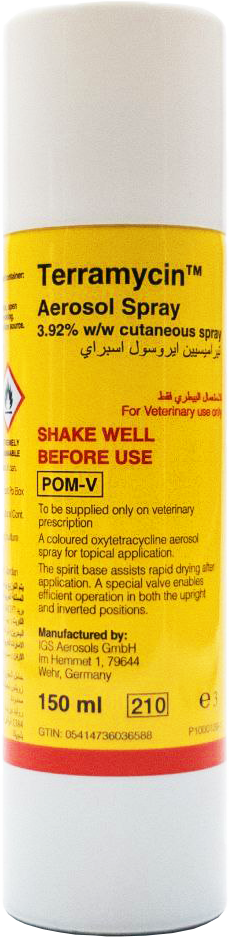 Terramycin™
Aerosol Spray
3.92% w/w cutaneous spray
تيراميسين ايروسول اسبراي
للاستعمال البيطري فقط
For Veterinary use only
SHAKE WELL
BEFORE USE
POM-V
To be supplied only on veterinary
prescription
A coloured oxytetracycline aerosol
spray for topical application.
The spirit base assists rapid drying after
application. A special valve enables
efficient operation in both the upright
and inverted positions.
Manufactured by:
IGS Aerosols GmbH
Im Hemmet 1, 79644
Wehr, Germany
150 ml 210 e 3
GTIN: 05414736036588